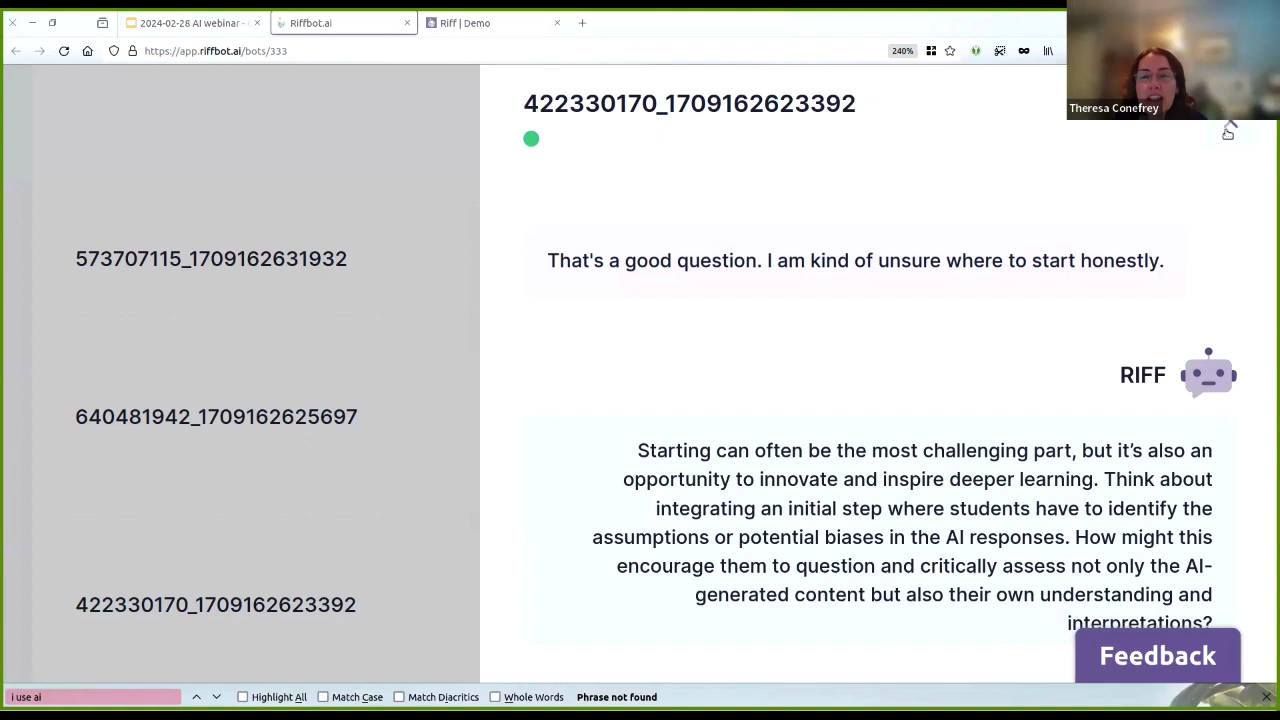 2024-02-28 AI webinar -
Riffbot.ai
Riff | Demo
https://app.riffbot.ai/bots/333
240%
Theresa Conefrey
422330170_1709162623392
573707115_1709162631932
That's a good question. I am kind of unsure where to start honestly.
RIFF
640481942_1709162625697
Starting can often be the most challenging part, but it’s also an
opportunity to innovate and inspire deeper learning. Think about
integrating an initial step where students have to identify the
assumptions or potential biases in the AI responses. How might this
encourage them to question and critically assess not only the AI-
generated content but also their own understanding and
interpretations?
422330170_1709162623392
Feedback
i use ai
Highlight All
Match Case
Match Diacritics
Whole Words
Phrase not found